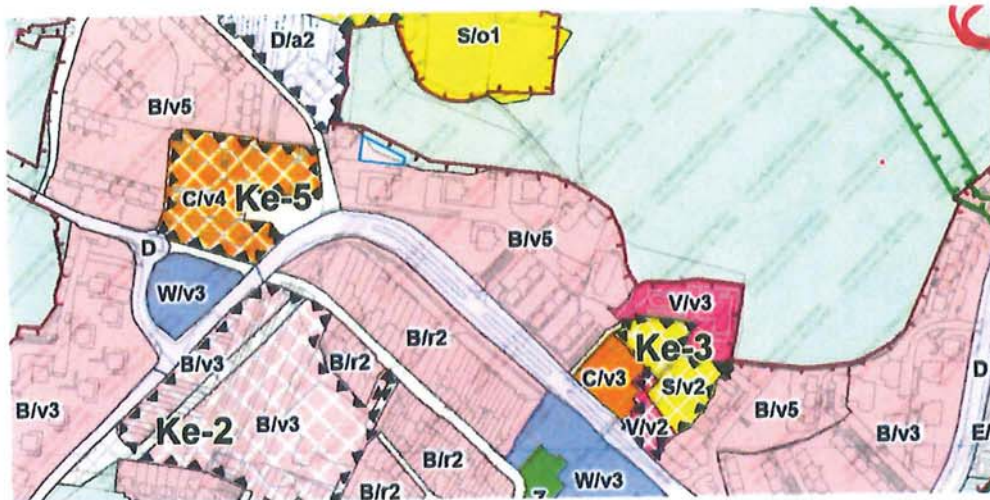 D/a2
S/o1
B/v5
C/v4
Ke-5
D
B/v5
W/v3
V/v3
B/r2
Ke-3
B/v3
B/r2
C/v3
S/v2
D
B/v3
Ke-2
B/v3
V/v2
B/v5
B/v3
E/
B/r2
W/v3
B/r2